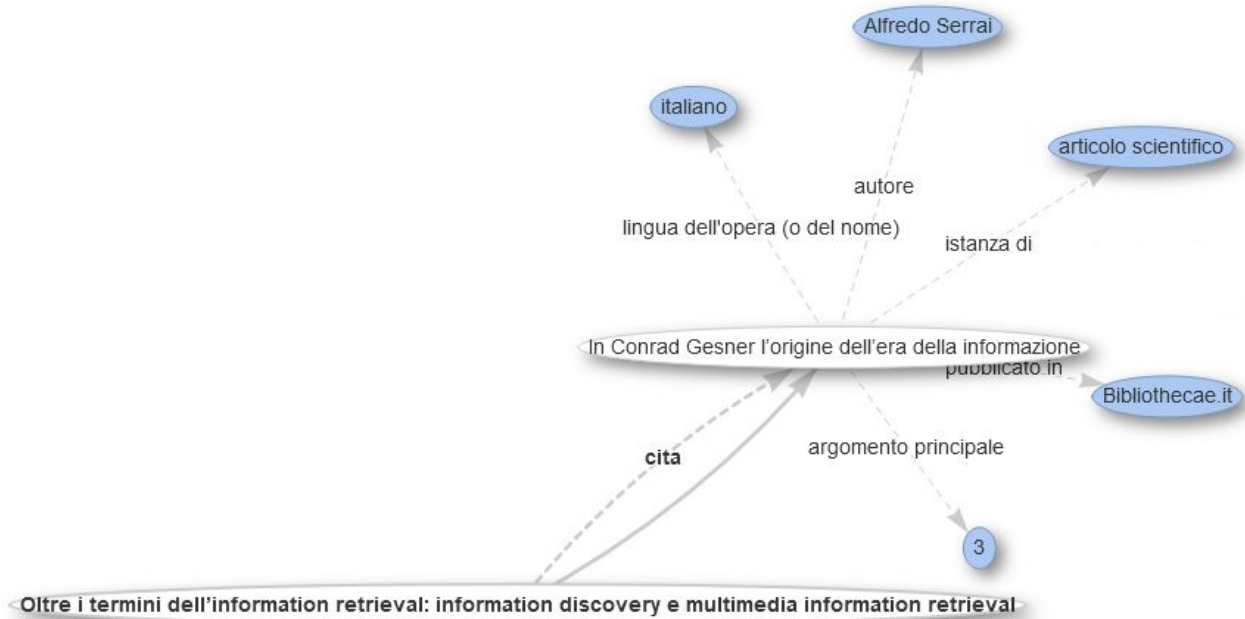 Alfredo Serrai
italiano
articolo scientifico
autore
lingua dell'opera (o del nome)
istanza di
In Conrad Gesner l’origine dell’era della informazione
pubblicato in
Bibliothecae.it
argomento principale
cita
3
Oltre i termini dell’information retrieval: information discovery e multimedia information retrieval